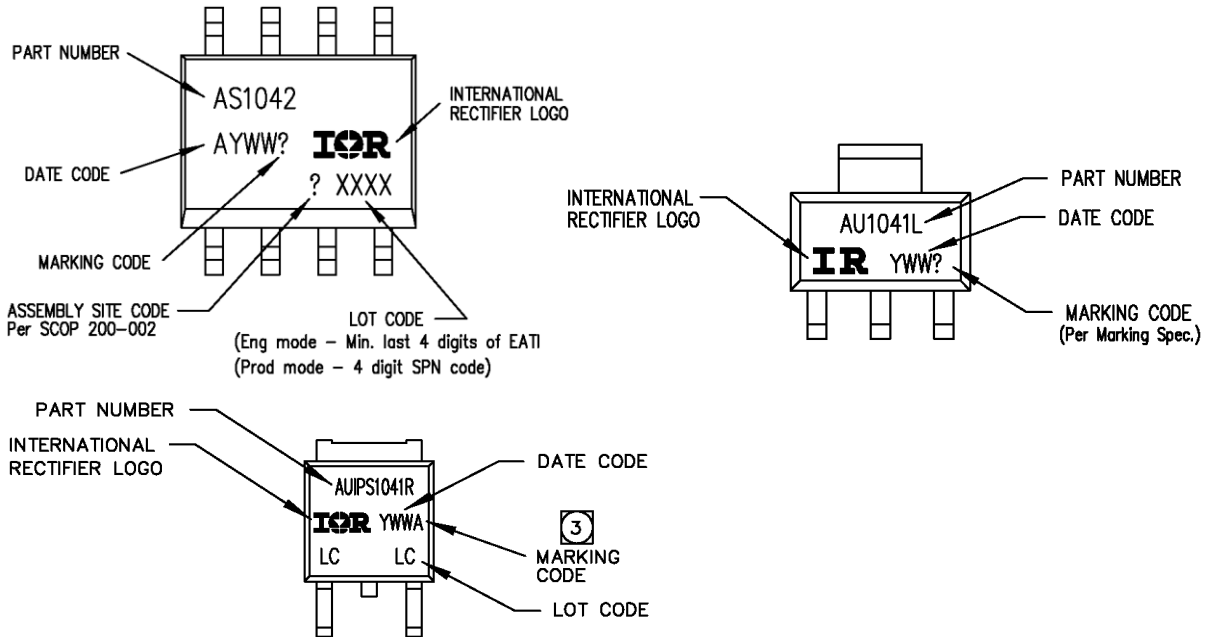 PART NUMBER
AS1042
INTERNATIONAL
RECTIFIER LOGO
AYWW? IOR
DATE CODE
? XXXX
MARKING CODE
ASSEMBLY SITE CODE
Per SCOP 200-002
LOT CODE
(Eng mode - Min. last 4 digits of EATI
(Prod mode - 4 digit SPN code)
INTERNATIONAL
RECTIFIER LOGO
PART NUMBER
AU1041L
DATE CODE
IR YWW?
MARKING CODE
(Per Marking Spec.)
PART NUMBER
INTERNATIONAL
RECTIFIER LOGO
DATE CODE
AUIPS1041R
IOR YWWA
3
MARKING
CODE
LC LC
LOT CODE